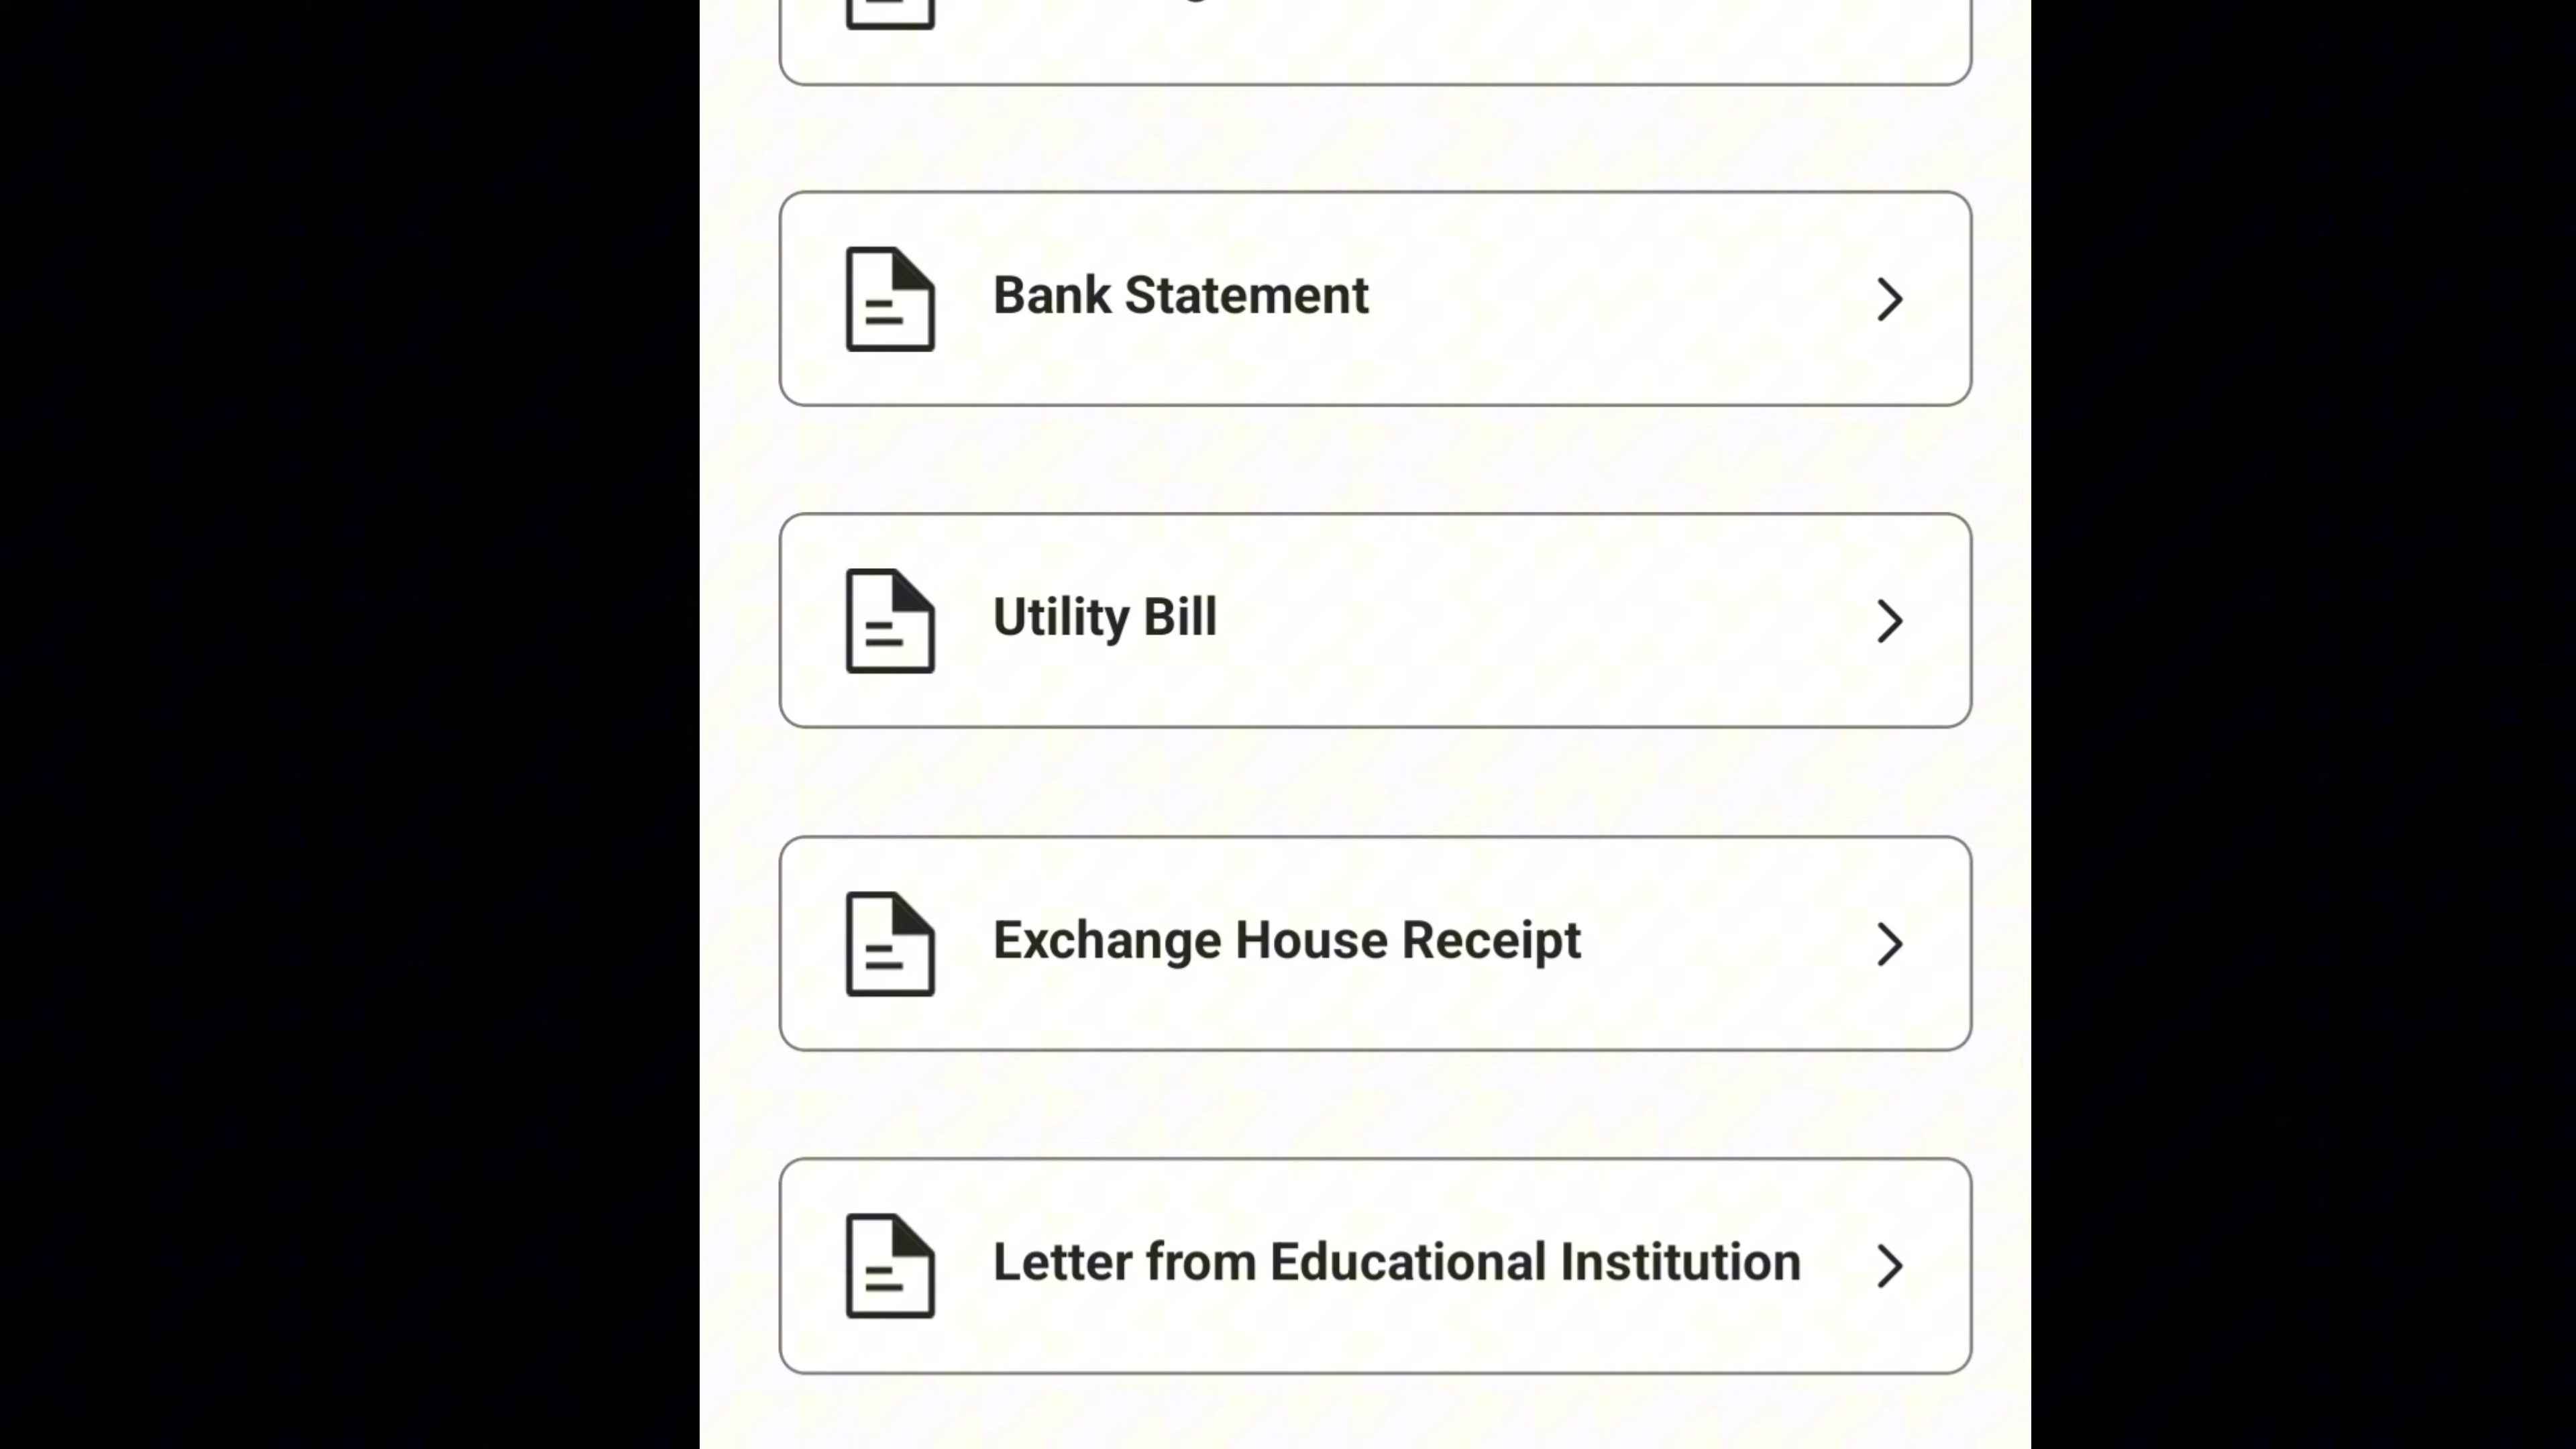 Bank Statement
Utility Bill
Exchange House Receipt
Letter from Educational Institution